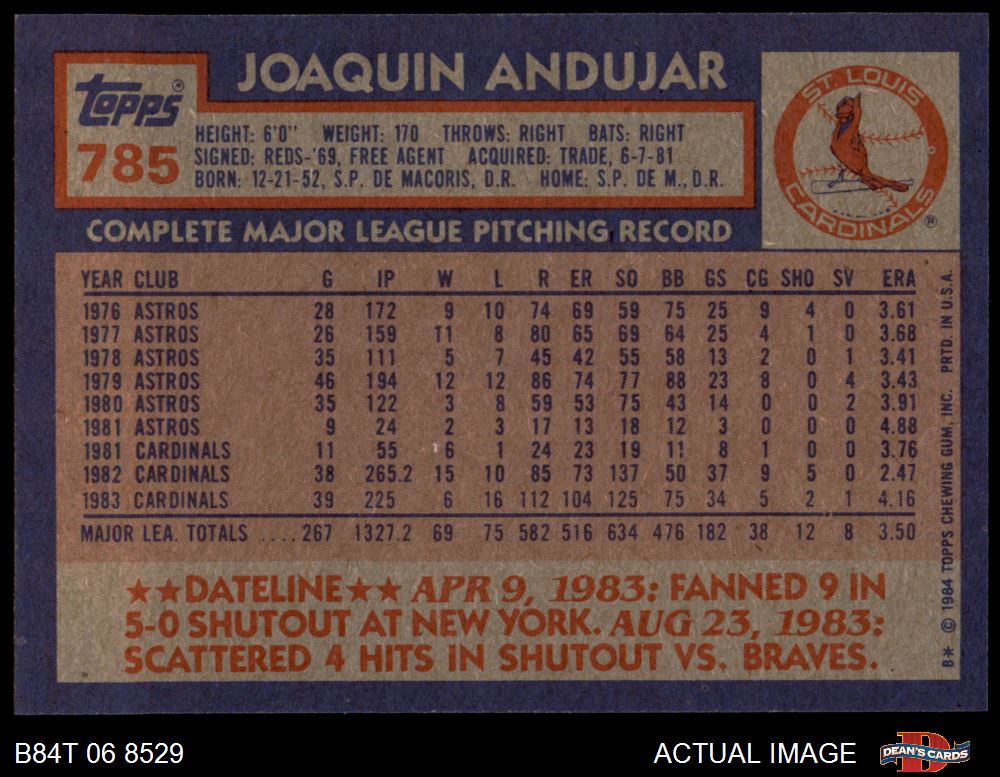 JOAQUIN ANDUJAR
Topps®
785
HEIGHT: 6'0" WEIGHT: 170 THROWS: RIGHT BATS: RIGHT
SIGNED: REDS-'69, FREE AGENT ACQUIRED: TRADE, 6-7-81
BORN: 12-21-52, S.P. DE MACORIS, D.R. HOME: S.P. DE M., D.R.
ST. LOUIS
CARDINALS
®
COMPLETE MAJOR LEAGUE PITCHING RECORD
YEAR CLUB G IP W L R ER SO BB GS CG SHO SV ERA
1976 ASTROS 28 172 9 10 74 69 59 75 25 9 4 0 3.61
1977 ASTROS 26 159 11 8 80 65 69 64 25 4 1 0 3.68
1978 ASTROS 35 111 5 7 45 42 55 58 13 2 0 1 3.41
1979 ASTROS 46 194 12 12 86 74 77 88 23 8 0 4 3.43
1980 ASTROS 35 122 3 8 59 53 75 43 14 0 0 2 3.91
1981 ASTROS 9 24 2 3 17 13 18 12 3 0 0 0 4.88
1981 CARDINALS 11 55 6 1 24 23 19 11 8 1 0 0 3.76
1982 CARDINALS 38 265.2 15 10 85 73 137 50 37 9 5 0 2.47
1983 CARDINALS 39 225 6 16 112 104 125 75 34 5 2 1 4.16
MAJOR LEA. TOTALS ....267 1327.2 69 75 582 516 634 476 182 38 12 8 3.50
★★DATELINE★★ APR 9, 1983: FANNED 9 IN
5-0 SHUTOUT AT NEW YORK. AUG 23, 1983:
SCATTERED 4 HITS IN SHUTOUT VS. BRAVES.
B* © 1984 TOPPS CHEWING GUM, INC. PRTD. IN U.S.A.
B84T 06 8529
ACTUAL IMAGE
DEAN'S CARDS